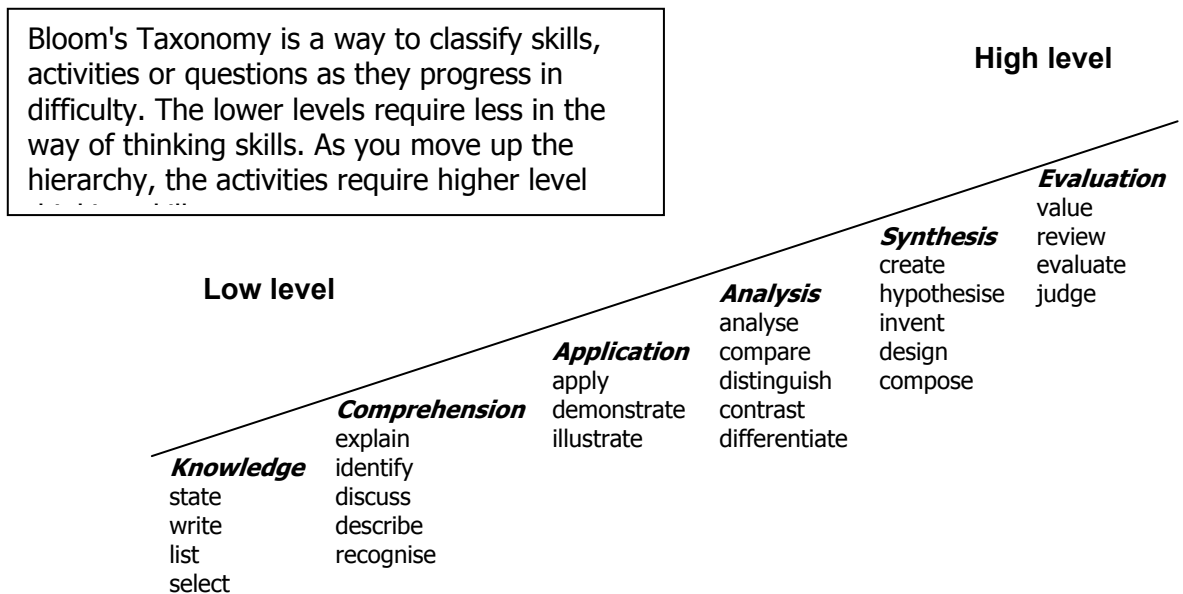 Bloom's Taxonomy is a way to classify skills,
activities or questions as they progress in
difficulty. The lower levels require less in the
way of thinking skills. As you move up the
hierarchy, the activities require higher level
High level
Low level
Knowledge
state
write
list
select
Comprehension
explain
identify
discuss
describe
recognise
Application
apply
demonstrate
illustrate
Analysis
analyse
compare
distinguish
contrast
differentiate
Synthesis
create
hypothesise
invent
design
compose
Evaluation
value
review
evaluate
judge